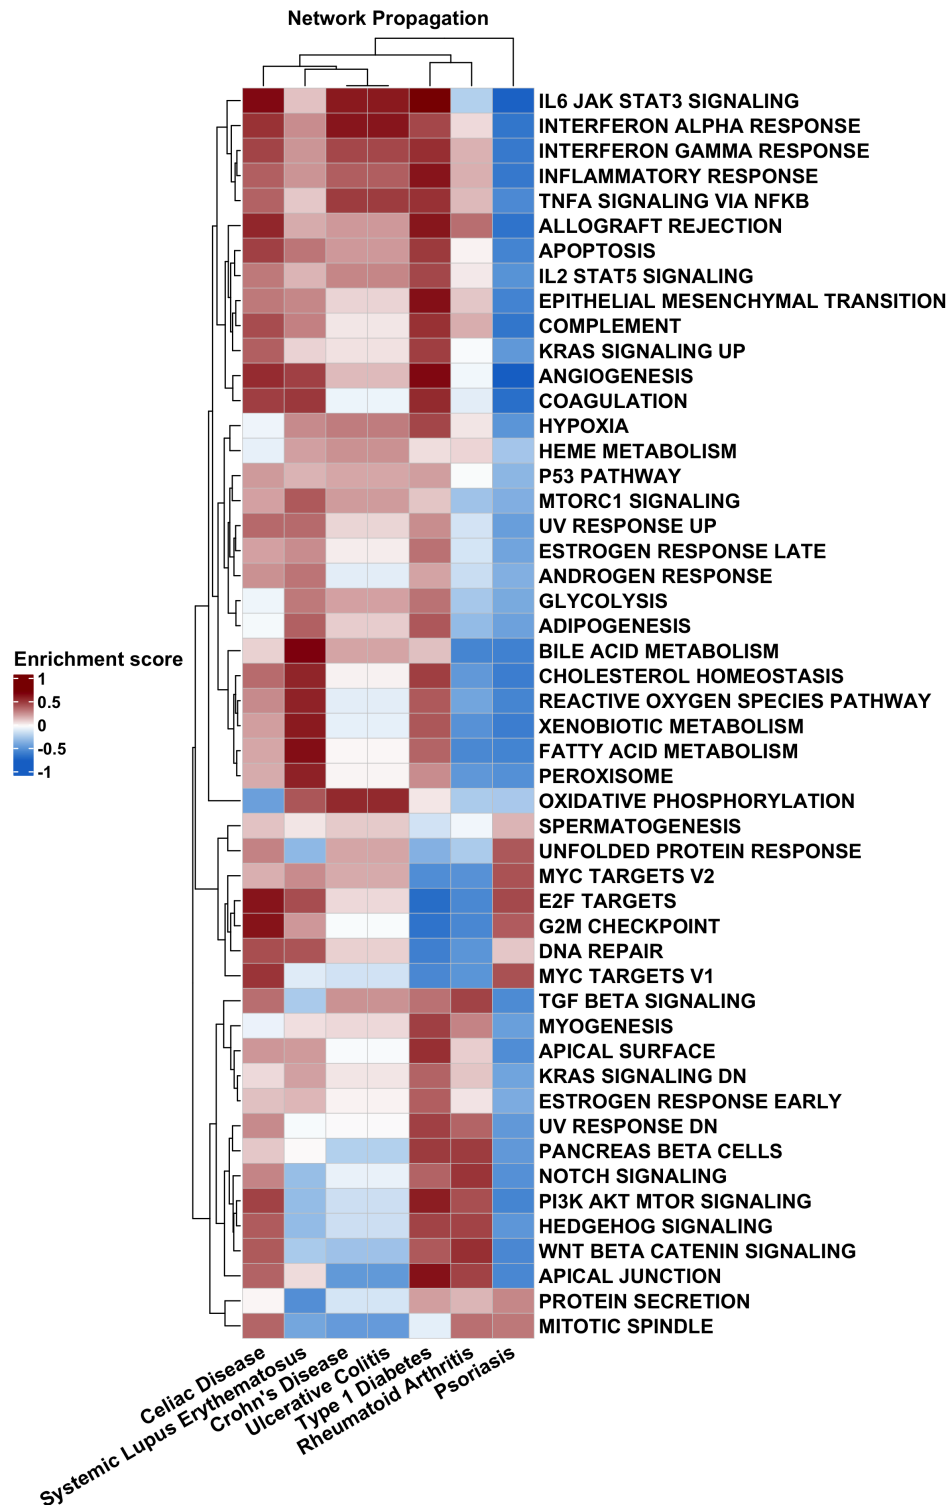 Network Propagation
IL6 JAK STAT3 SIGNALING
INTERFERON ALPHA RESPONSE
INTERFERON GAMMA RESPONSE
INFLAMMATORY RESPONSE
TNFA SIGNALING VIA NFKB
ALLOGRAFT REJECTION
APOPTOSIS
IL2 STAT5 SIGNALING
EPITHELIAL MESENCHYMAL TRANSITION
COMPLEMENT
KRAS SIGNALING UP
ANGIOGENESIS
COAGULATION
HYPOXIA
HEME METABOLISM
P53 PATHWAY
MTORC1 SIGNALING
UV RESPONSE UP
ESTROGEN RESPONSE LATE
ANDROGEN RESPONSE
GLYCOLYSIS
ADIPOGENESIS
BILE ACID METABOLISM
CHOLESTEROL HOMEOSTASIS
REACTIVE OXYGEN SPECIES PATHWAY
XENOBIOTIC METABOLISM
FATTY ACID METABOLISM
PEROXISOME
OXIDATIVE PHOSPHORYLATION
SPERMATOGENESIS
UNFOLDED PROTEIN RESPONSE
MYC TARGETS V2
E2F TARGETS
G2M CHECKPOINT
DNA REPAIR
MYC TARGETS V1
TGF BETA SIGNALING
MYOGENESIS
APICAL SURFACE
KRAS SIGNALING DN
ESTROGEN RESPONSE EARLY
UV RESPONSE DN
PANCREAS BETA CELLS
NOTCH SIGNALING
PI3K AKT MTOR SIGNALING
HEDGEHOG SIGNALING
WNT BETA CATENIN SIGNALING
APICAL JUNCTION
PROTEIN SECRETION
MITOTIC SPINDLE
Enrichment score
1
0.5
0
-0.5
-1
Celiac Disease
Systemic Lupus Erythematosus
Crohn's Disease
Ulcerative Colitis
Type 1 Diabetes
Rheumatoid Arthritis
Psoriasis